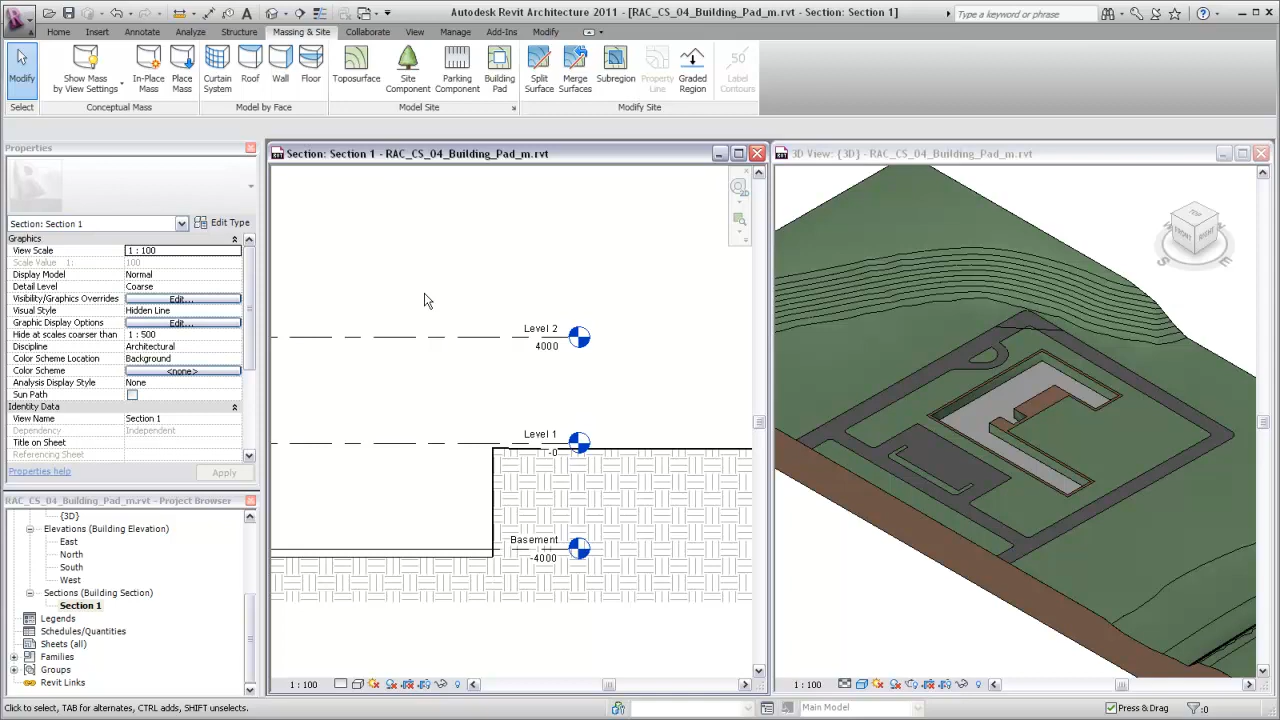 Autodesk Revit Architecture 2011 - [RAC_CS_04_Building_Pad_m.rvt - Section: Section 1]
Type a keyword or phrase
Home Insert Annotate Analyze Structure Massing & Site Collaborate View Manage Add-Ins Modify
Modify
Show Mass by View Settings
In-Place Mass
Place Mass
Curtain System
Roof
Wall
Floor
Toposurface
Site Component
Parking Component
Building Pad
Split Surface
Merge Surfaces
Subregion
Property Line
Graded Region
50
Label Contours
Select Conceptual Mass Model by Face Model Site Modify Site
Properties
Section: Section 1
Edit Type
Graphics
View Scale 1 : 100
Scale Value 1: 100
Display Model Normal
Detail Level Coarse
Visibility/Graphics Overrides Edit...
Visual Style Hidden Line
Graphic Display Options Edit...
Hide at scales coarser than 1 : 500
Discipline Architectural
Color Scheme Location Background
Color Scheme <none>
Analysis Display Style None
Sun Path
Identity Data
View Name Section 1
Dependency Independent
Title on Sheet
Referencing Sheet
Properties help
Apply
RAC_CS_04_Building_Pad_m.rvt - Project Browser
{3D}
Elevations (Building Elevation)
East
North
South
West
Sections (Building Section)
Section 1
Legends
Schedules/Quantities
Sheets (all)
Families
Groups
Revit Links
Section: Section 1 - RAC_CS_04_Building_Pad_m.rvt
2D
Level 2
4000
Level 1
-0
Basement
-4000
1 : 100
3D View: {3D} - RAC_CS_04_Building_Pad_m.rvt
TOP
FRONT
RIGHT
S
E
1 : 100
Click to select, TAB for alternates, CTRL adds, SHIFT unselects.
Main Model
Press & Drag
:0